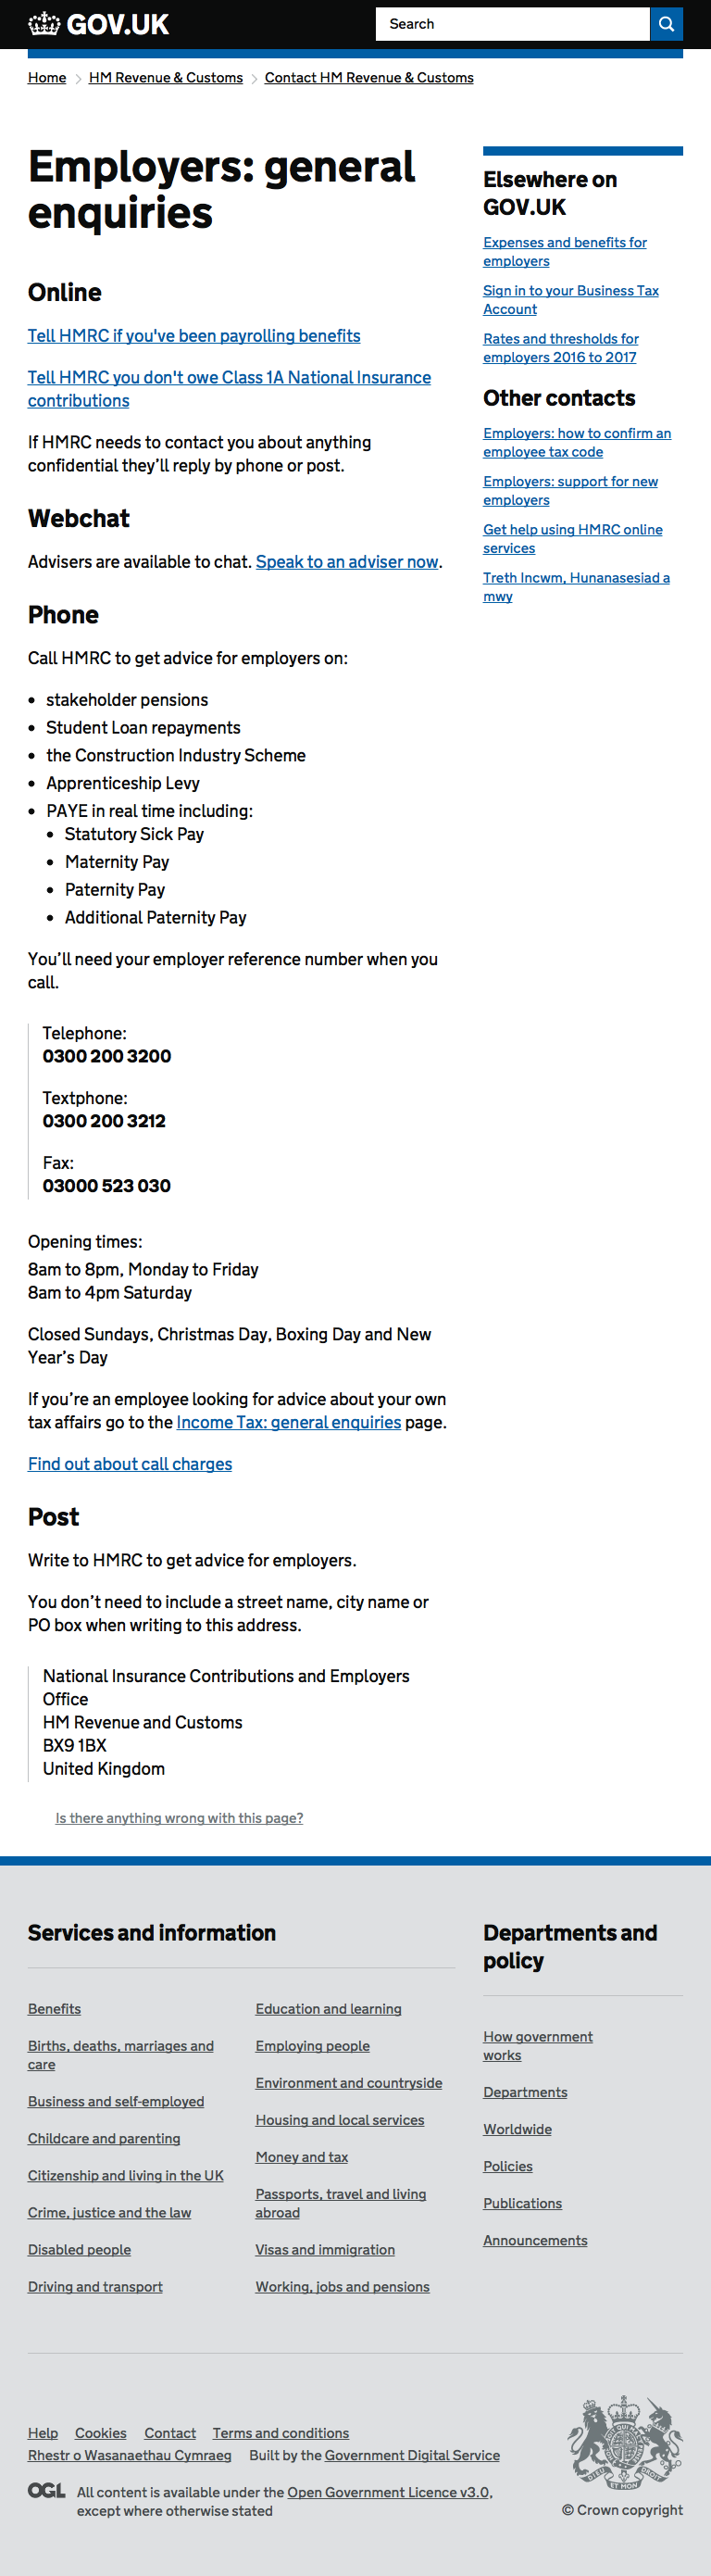 GOV.UK
Search
Home
HM Revenue & Customs
Contact HM Revenue & Customs
Employers: general
enquiries
Online
Tell HMRC if you've been payrolling benefits
Tell HMRC you don't owe Class 1A National Insurance
contributions
If HMRC needs to contact you about anything
confidential they’ll reply by phone or post.
Webchat
Advisers are available to chat. Speak to an adviser now.
Phone
Call HMRC to get advice for employers on:
stakeholder pensions
Student Loan repayments
the Construction Industry Scheme
Apprenticeship Levy
PAYE in real time including:
Statutory Sick Pay
Maternity Pay
Paternity Pay
Additional Paternity Pay
You’ll need your employer reference number when you
call.
Telephone:
0300 200 3200
Textphone:
0300 200 3212
Fax:
03000 523 030
Opening times:
8am to 8pm, Monday to Friday
8am to 4pm Saturday
Closed Sundays, Christmas Day, Boxing Day and New
Year’s Day
If you’re an employee looking for advice about your own
tax affairs go to the Income Tax: general enquiries page.
Find out about call charges
Post
Write to HMRC to get advice for employers.
You don’t need to include a street name, city name or
PO box when writing to this address.
National Insurance Contributions and Employers
Office
HM Revenue and Customs
BX9 1BX
United Kingdom
Is there anything wrong with this page?
Elsewhere on
GOV.UK
Expenses and benefits for
employers
Sign in to your Business Tax
Account
Rates and thresholds for
employers 2016 to 2017
Other contacts
Employers: how to confirm an
employee tax code
Employers: support for new
employers
Get help using HMRC online
services
Treth Incwm, Hunanasesiad a
mwy
Services and information
Benefits
Births, deaths, marriages and
care
Business and self-employed
Childcare and parenting
Citizenship and living in the UK
Crime, justice and the law
Disabled people
Driving and transport
Education and learning
Employing people
Environment and countryside
Housing and local services
Money and tax
Passports, travel and living
abroad
Visas and immigration
Working, jobs and pensions
Departments and
policy
How government
works
Departments
Worldwide
Policies
Publications
Announcements
Help
Cookies
Contact
Terms and conditions
Rhestr o Wasanaethau Cymraeg
Built by the Government Digital Service
OGL
All content is available under the Open Government Licence v3.0,
except where otherwise stated
© Crown copyright